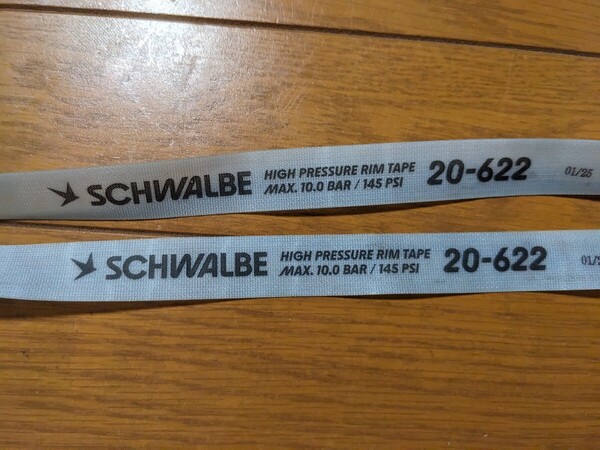 SCHWALBE HIGH PRESSURE RIM TAPE 20-622 01/25
MAX. 10.0 BAR / 145 PSI
SCHWALBE HIGH PRESSURE RIM TAPE 20-622 01/
MAX. 10.0 BAR / 145 PSI